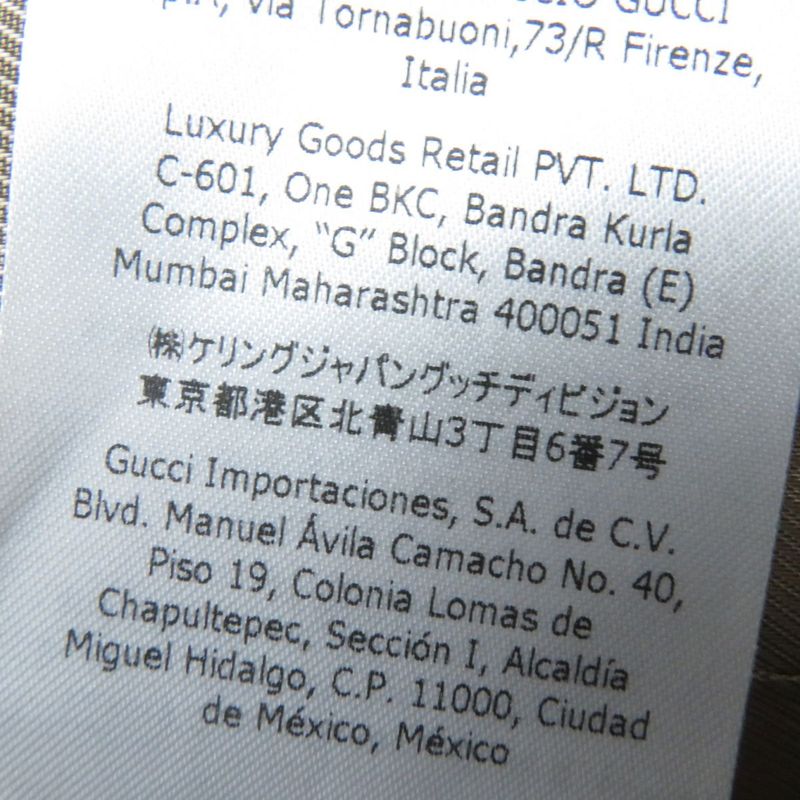 GUCCI
via Tornabuoni,73/R Firenze,
Italia
Luxury Goods Retail PVT. LTD.
C-601, One BKC, Bandra Kurla
Complex, “G” Block, Bandra (E)
Mumbai Maharashtra 400051 India
㈱ケリングジャパングッチディビジョン
東京都港区北青山3丁目6番7号
Gucci Importaciones, S.A. de C.V.
Blvd. Manuel Ávila Camacho No. 40,
Piso 19, Colonia Lomas de
Chapultepec, Sección I, Alcaldía
Miguel Hidalgo, C.P. 11000, Ciudad
de México, México